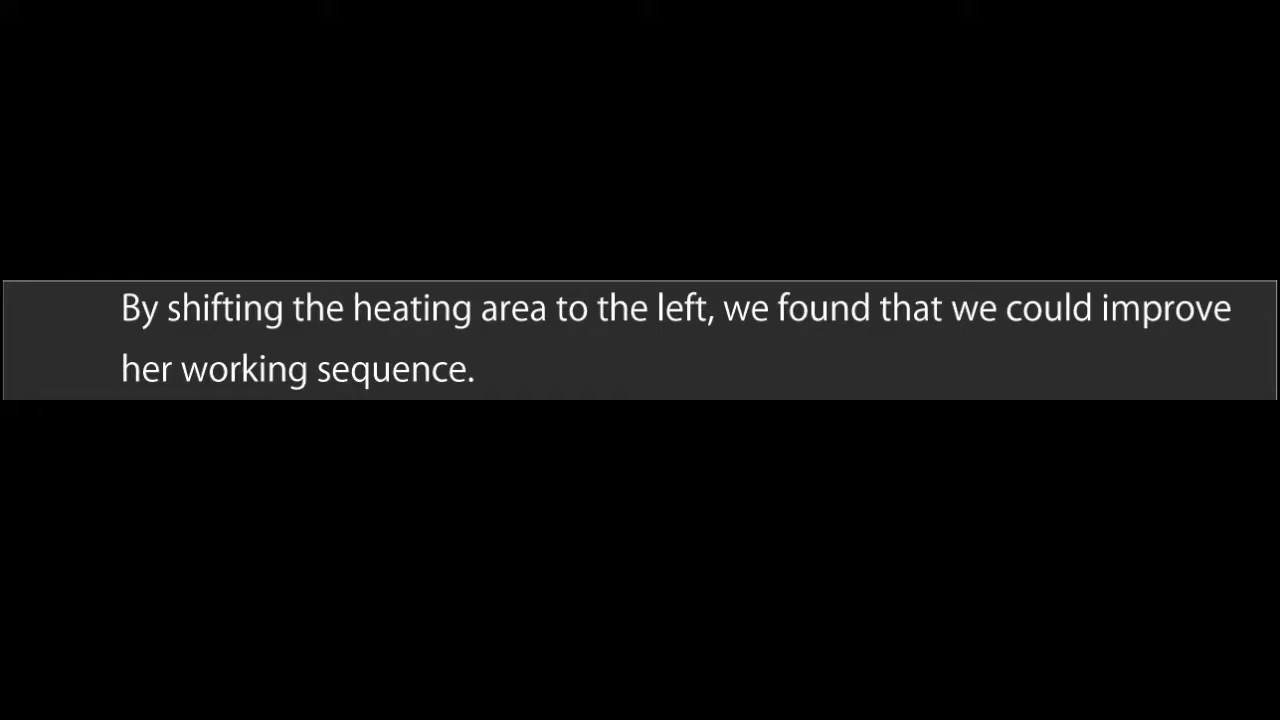 By shifting the heating area to the left, we found that we could improve
her working sequence.